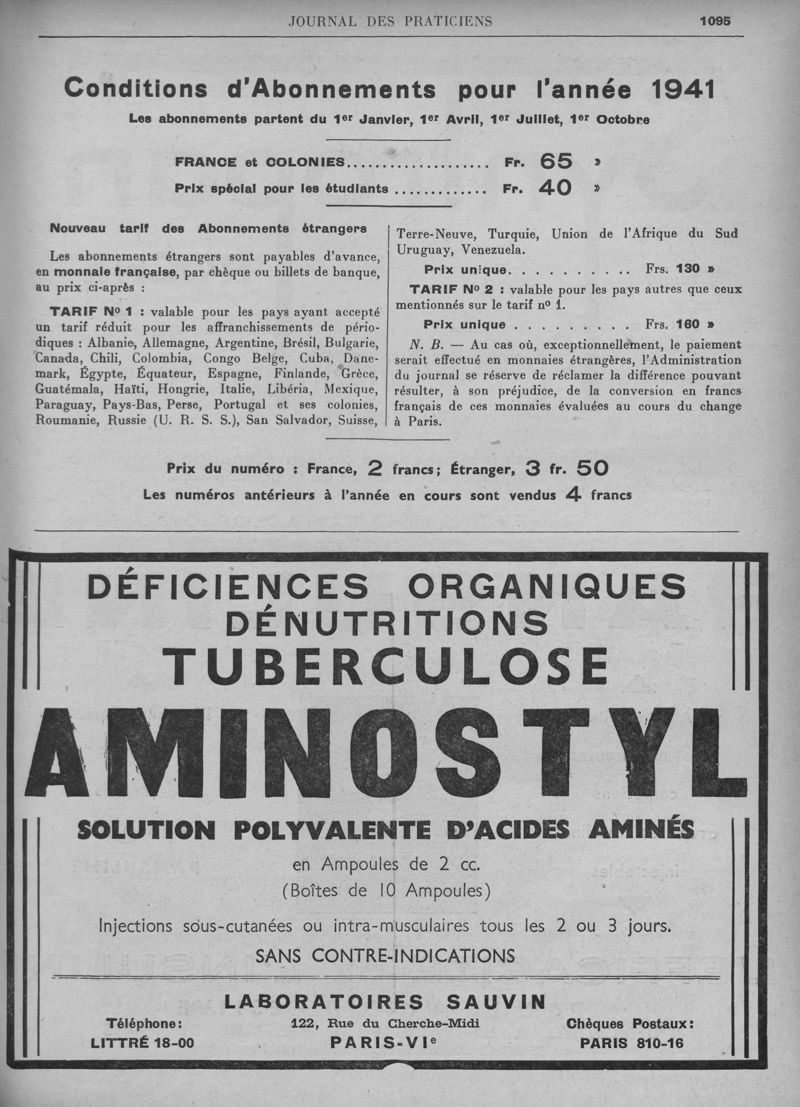 JOURNAL DES PRATICIENS 1095
Conditions d'Abonnements pour l'année 1941
Les abonnements partent du 1er Janvier, 1er Avril, 1er Juillet, 1er Octobre
FRANCE et COLONIES.................... Fr. 65 »
Prix spécial pour les étudiants ............. Fr. 40 »
Nouveau tarif des Abonnements étrangers
Les abonnements étrangers sont payables d'avance,
en monnaie française, par chèque ou billets de banque,
au prix ci-après :
TARIF No 1 : valable pour les pays ayant accepté
un tarif réduit pour les affranchissements de pério-
diques : Albanie, Allemagne, Argentine, Brésil, Bulgarie,
Canada, Chili, Colombia, Congo Belge, Cuba, Dane-
mark, Égypte, Équateur, Espagne, Finlande, Grèce,
Guatémala, Haïti, Hongrie, Italie, Libéria, Mexique,
Paraguay, Pays-Bas, Perse, Portugal et ses colonies,
Roumanie, Russie (U. R. S. S.), San Salvador, Suisse,
Terre-Neuve, Turquie, Union de l'Afrique du Sud
Uruguay, Venezuela.
Prix unique. . . . . . . . . . Frs. 130 »
TARIF No 2 : valable pour les pays autres que ceux
mentionnés sur le tarif no 1.
Prix unique . . . . . . . . . Frs. 160 »
N. B. — Au cas où, exceptionnellement, le paiement
serait effectué en monnaies étrangères, l'Administration
du journal se réserve de réclamer la différence pouvant
résulter, à son préjudice, de la conversion en francs
français de ces monnaies évaluées au cours du change
à Paris.
Prix du numéro : France, 2 francs; Étranger, 3 fr. 50
Les numéros antérieurs à l'année en cours sont vendus 4 francs
DÉFICIENCES ORGANIQUES
DÉNUTRITIONS
TUBERCULOSE
AMINOSTYL
SOLUTION POLYVALENTE D'ACIDES AMINÉS
en Ampoules de 2 cc.
(Boîtes de 10 Ampoules)
Injections sous-cutanées ou intra-musculaires tous les 2 ou 3 jours.
SANS CONTRE-INDICATIONS
LABORATOIRES SAUVIN
Téléphone: 122, Rue du Cherche-Midi Chèques Postaux:
LITTRÉ 18-00 PARIS-VIe PARIS 810-16